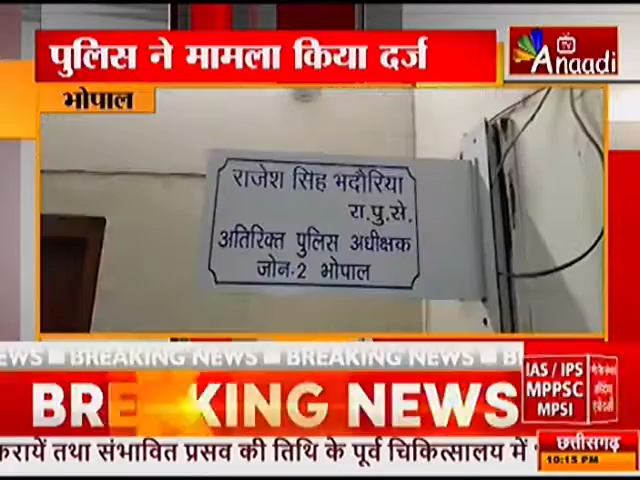 पुलिस ने मामला किया दर्ज
TV
Anaadi
भोपाल
राजेश सिंह भदौरिया
रा.पु.से.
अतिरिक्त पुलिस अधीक्षक
जोन-2 भोपाल
EWS BREAKING NEWS BREAKING NEWS B
BREAKING NEWS
IAS / IPS
MPPSC
MPSI
करायें तथा संभावित प्रसव की तिथि के पूर्व चिकित्सालय में
छत्तीसगढ़
10:15 PM